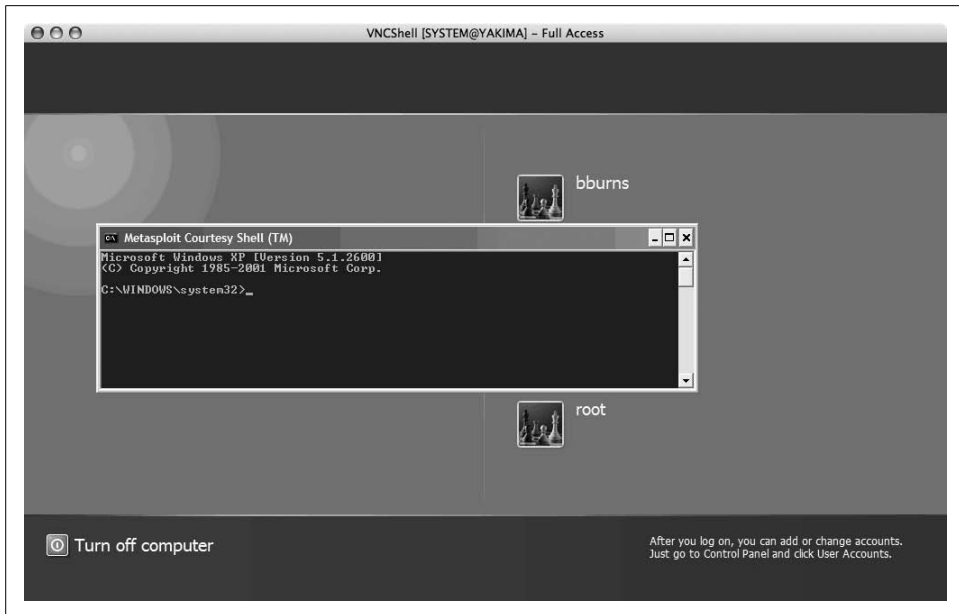 VNCShell [SYSTEM@YAKIMA] – Full Access
bburns
Metasploit Courtesy Shell (TM)
Microsoft Windows XP [Version 5.1.2600]
(C) Copyright 1985-2001 Microsoft Corp.
C:\WINDOWS\system32>_
root
Turn off computer
After you log on, you can add or change accounts.
Just go to Control Panel and click User Accounts.